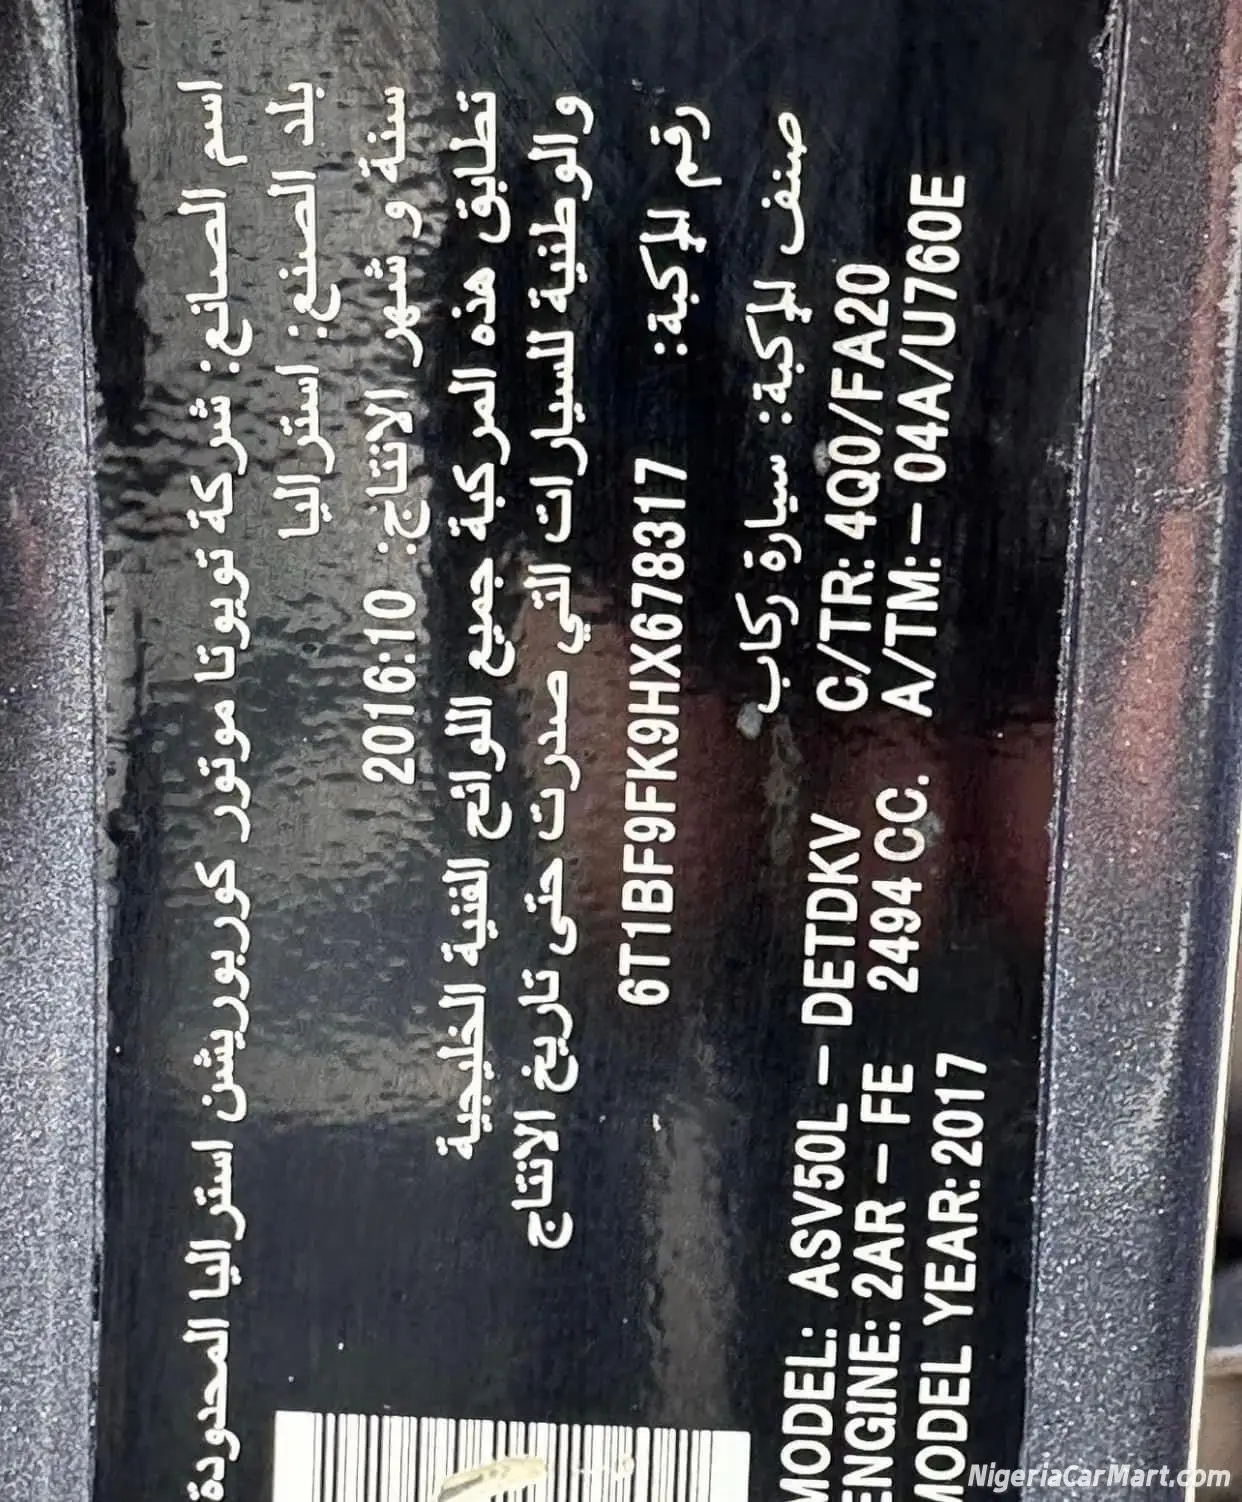 اسم الصانع: شركة تويوتا موتور كوربوريشن استراليا المحدودة
بلد الصنع: استراليا
سنة و شهر الانتاج: 2016:10
تطابق هذه المركبة جميع اللوائح الفنية الخليجية
والوطنية للسيارات التي صدرت حتى تاريخ الانتاج
رقم المركبة: 6T1BF9FK9HX678317
صنف المركبة: سيارة ركاب
MODEL: ASV50L – DETDKV C/TR: 4Q0/FA20
ENGINE: 2AR – FE 2494 CC. A/TM: – 04A/U760E
MODEL YEAR: 2017
NigeriaCarMart.com